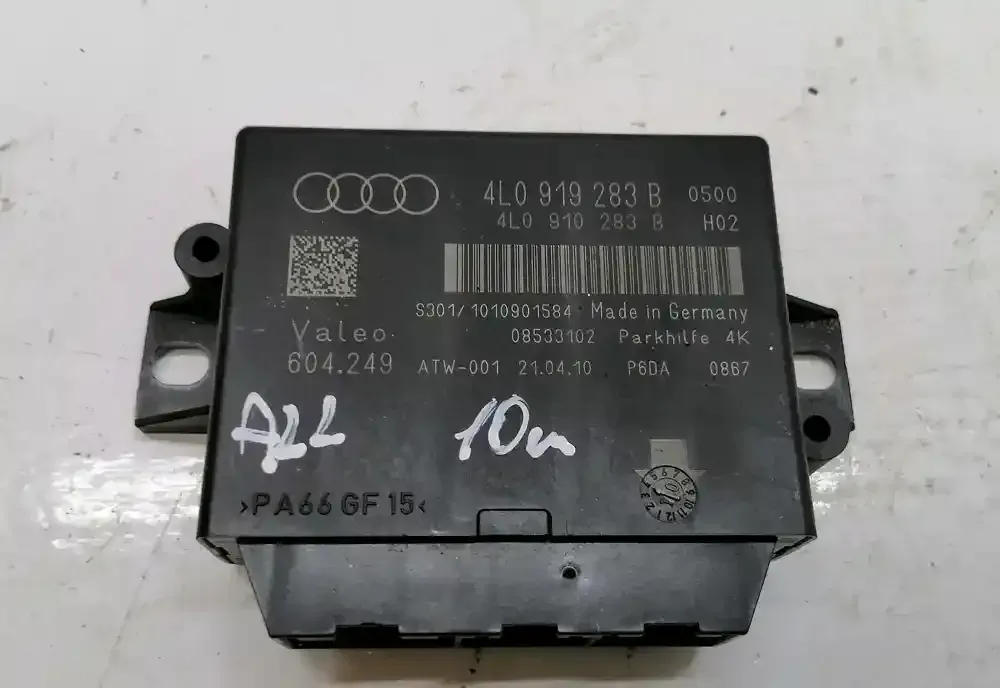 4L0 919 283 B 0500
4L0 910 283 B H02
S301/1010901584 Made in Germany
Valeo 08533102 Parkhilfe 4K
604.249 ATW-001 21.04.10 P6DA 0867
10m
>PA66 GF 15<